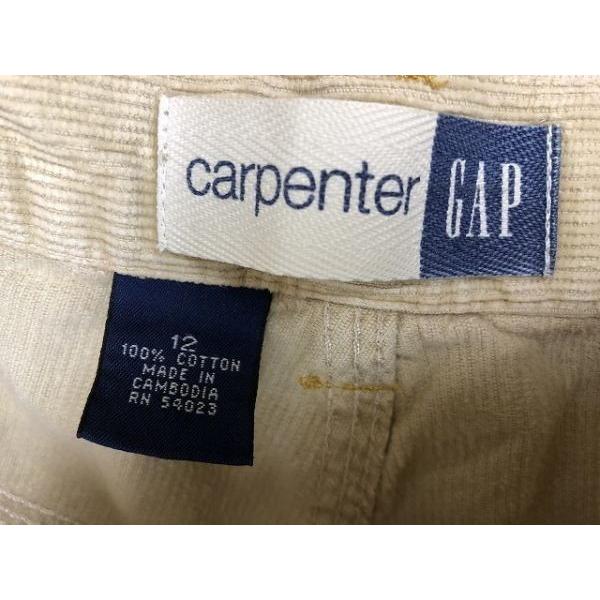 carpenter GAP
12
100% COTTON
MADE IN
CAMBODIA
RN 54023